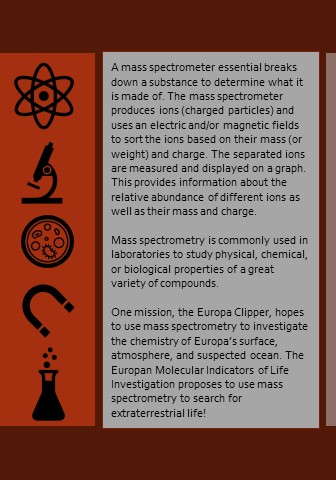 A mass spectrometer essential breaks
down a substance to determine what it
is made of. The mass spectrometer
produces ions (charged particles) and
uses an electric and/or magnetic fields
to sort the ions based on their mass (or
weight) and charge. The separated ions
are measured and displayed on a graph.
This provides information about the
relative abundance of different ions as
well as their mass and charge.
Mass spectrometry is commonly used in
laboratories to study physical, chemical,
or biological properties of a great
variety of compounds.
One mission, the Europa Clipper, hopes
to use mass spectrometry to investigate
the chemistry of Europa's surface,
atmosphere, and suspected ocean. The
Europan Molecular Indicators of Life
Investigation proposes to use mass
spectrometry to search for
extraterrestrial life!